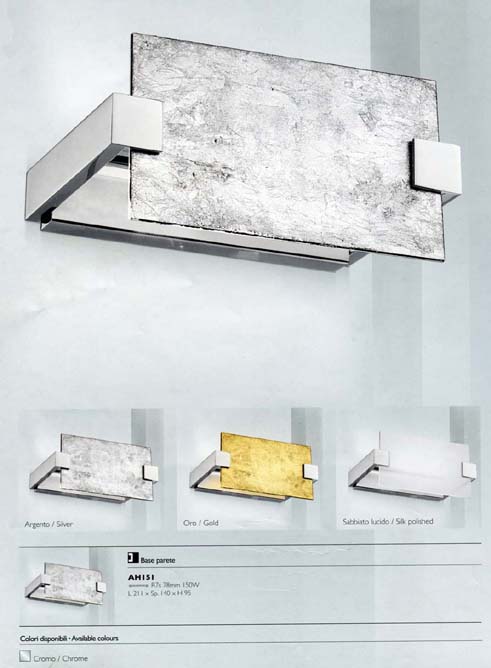 Argento / Silver
Oro / Gold
Sabbiato lucido / Silk polished
Base parete
AH151
R7s 78mm 150W
L 211 x Sp. 140 x H 95
Colori disponibili • Available colours
Cromo / Chrome